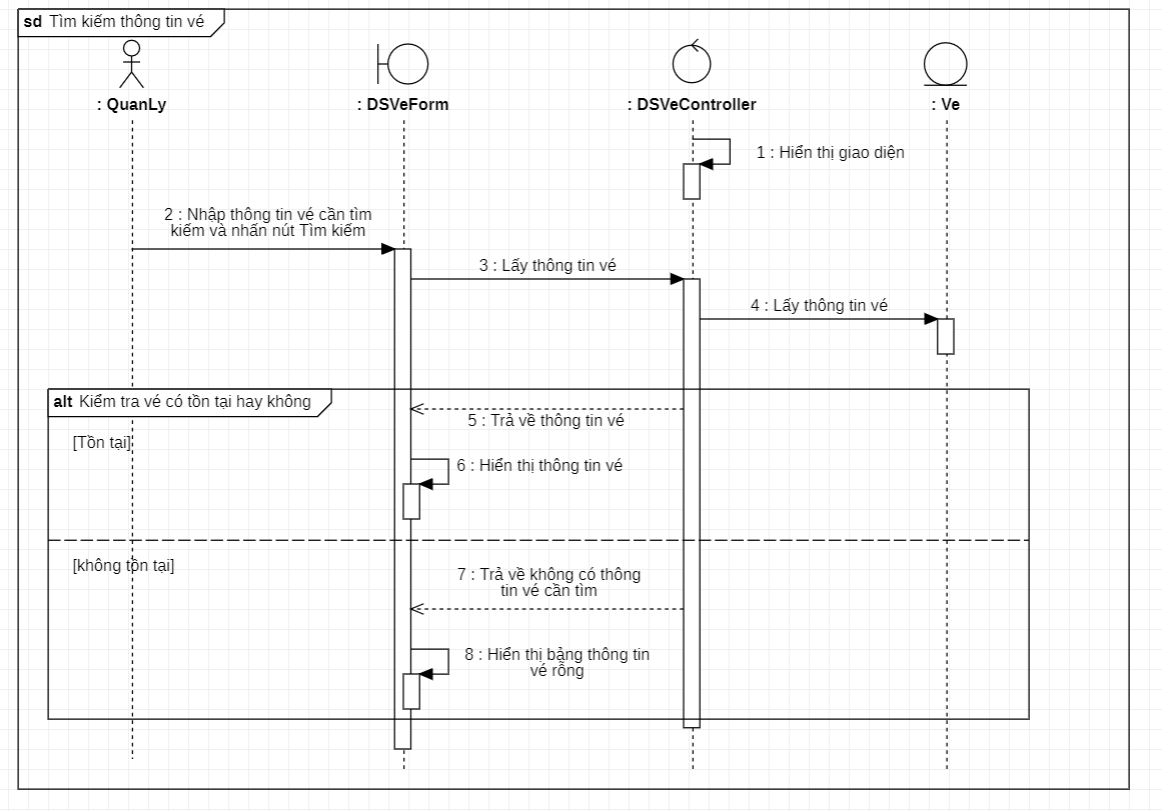 sd Tìm kiếm thông tin vé
: QuanLy
: DSVeForm
: DSVeController
: Ve
1 : Hiển thị giao diện
2 : Nhập thông tin vé cần tìm
kiếm và nhấn nút Tìm kiếm
3 : Lấy thông tin vé
4 : Lấy thông tin vé
alt Kiểm tra vé có tồn tại hay không
5 : Trả về thông tin vé
[Tồn tại]
6 : Hiển thị thông tin vé
[không tồn tại]
7 : Trả về không có thông
tin vé cần tìm
8 : Hiển thị bảng thông tin
vé rỗng